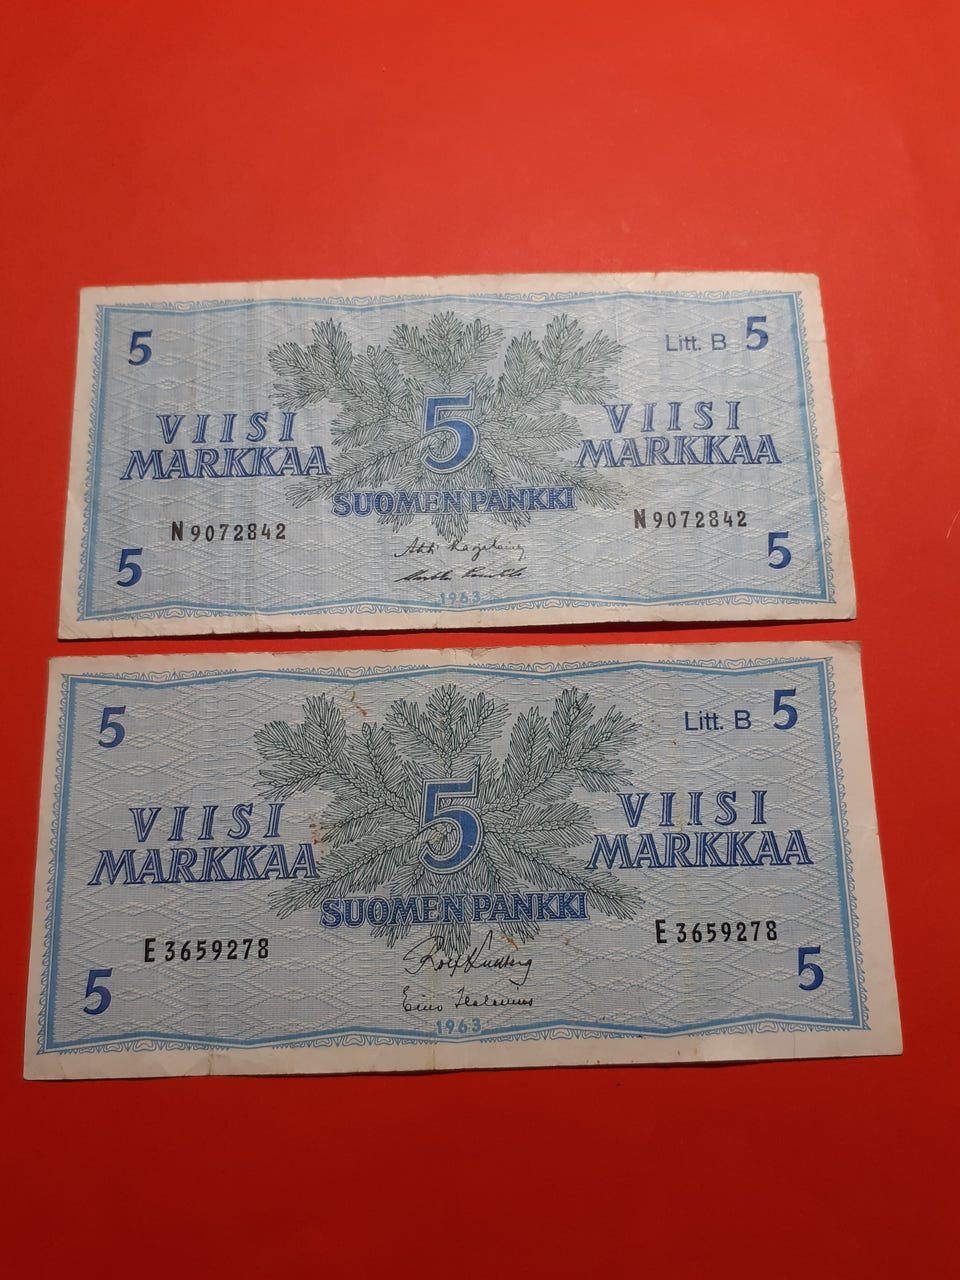 5 Litt. B 5
VIISI VIISI
MARKKAA 5 MARKKAA
SUOMEN PANKKI
N9072842 N9072842
5 5
1963
5 Litt. B 5
VIISI VIISI
MARKKAA 5 MARKKAA
SUOMEN PANKKI
E3659278 E3659278
5 5
1963